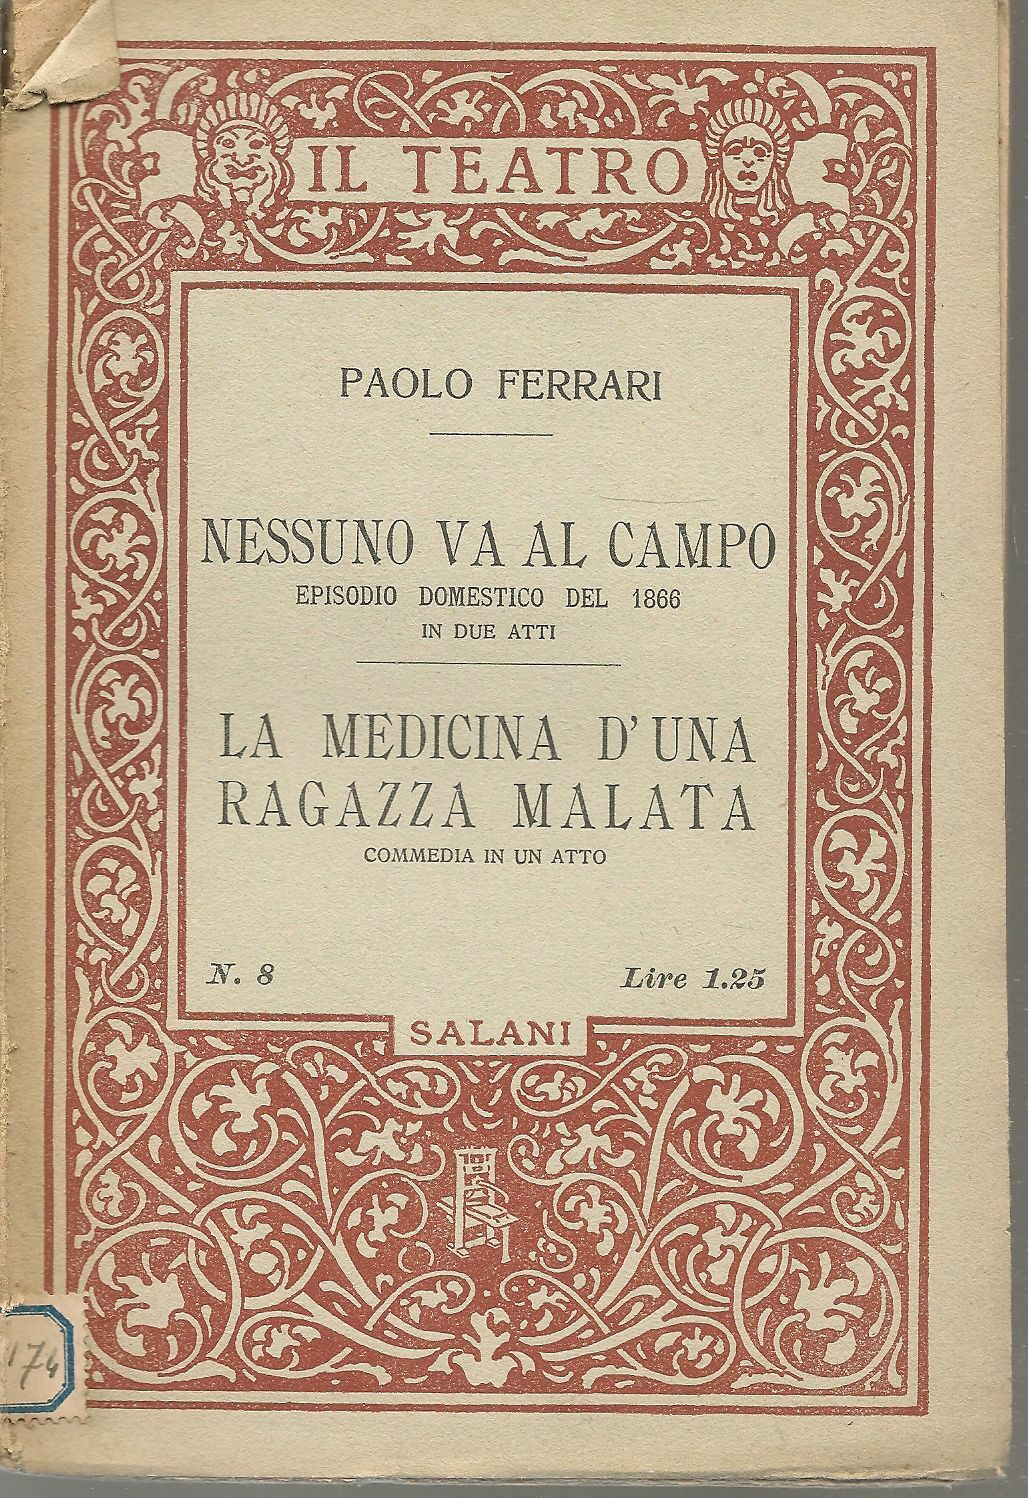 IL TEATRO
PAOLO FERRARI
NESSUNO VA AL CAMPO
EPISODIO DOMESTICO DEL 1866
IN DUE ATTI
LA MEDICINA D'UNA
RAGAZZA MALATA
COMMEDIA IN UN ATTO
N. 8 Lire 1.25
SALANI
174